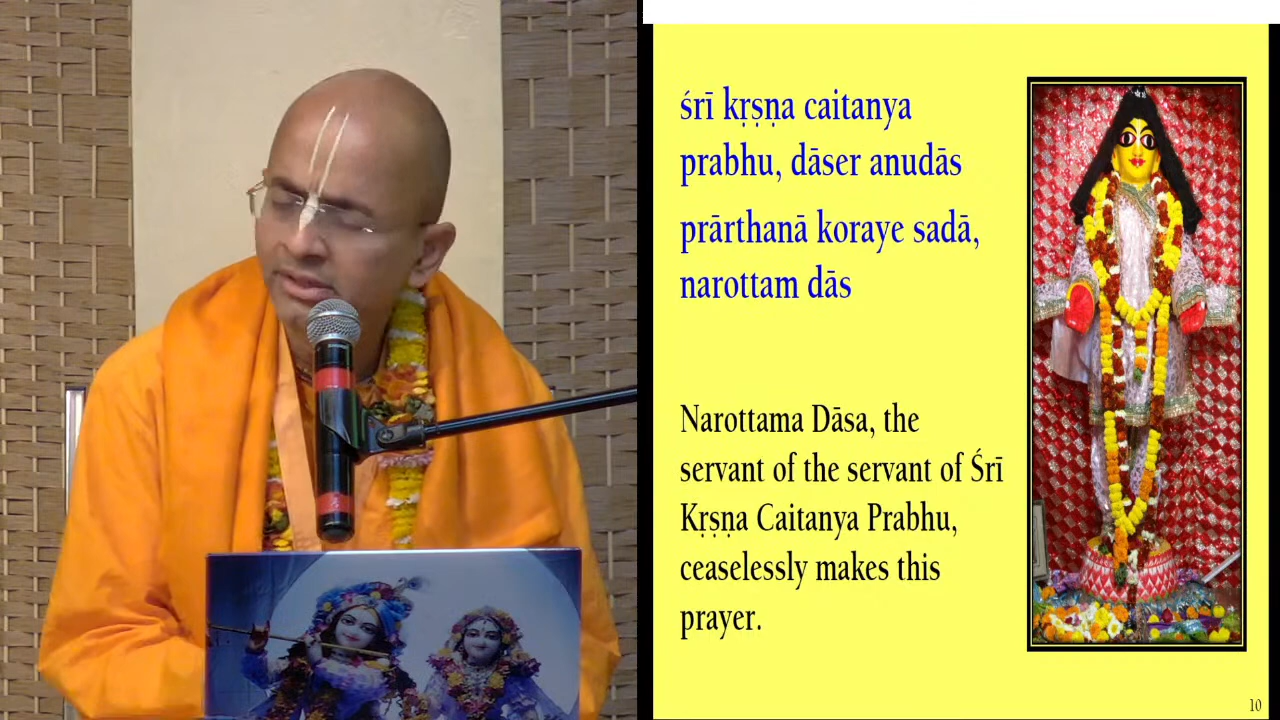 śrī kṛṣṇa caitanya
prabhu, dāser anudās
prārthanā koraye sadā,
narottam dās
Narottama Dāsa, the
servant of the servant of Śrī
Kṛṣṇa Caitanya Prabhu,
ceaselessly makes this
prayer.
10